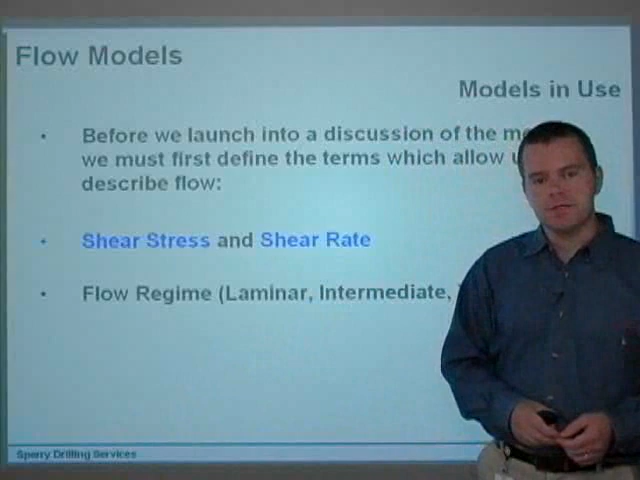 Flow Models
Models in Use
• Before we launch into a discussion of the
we must first define the terms which allow
describe flow:
• Shear Stress and Shear Rate
• Flow Regime (Laminar, Intermediate,
Sperry Drilling Services